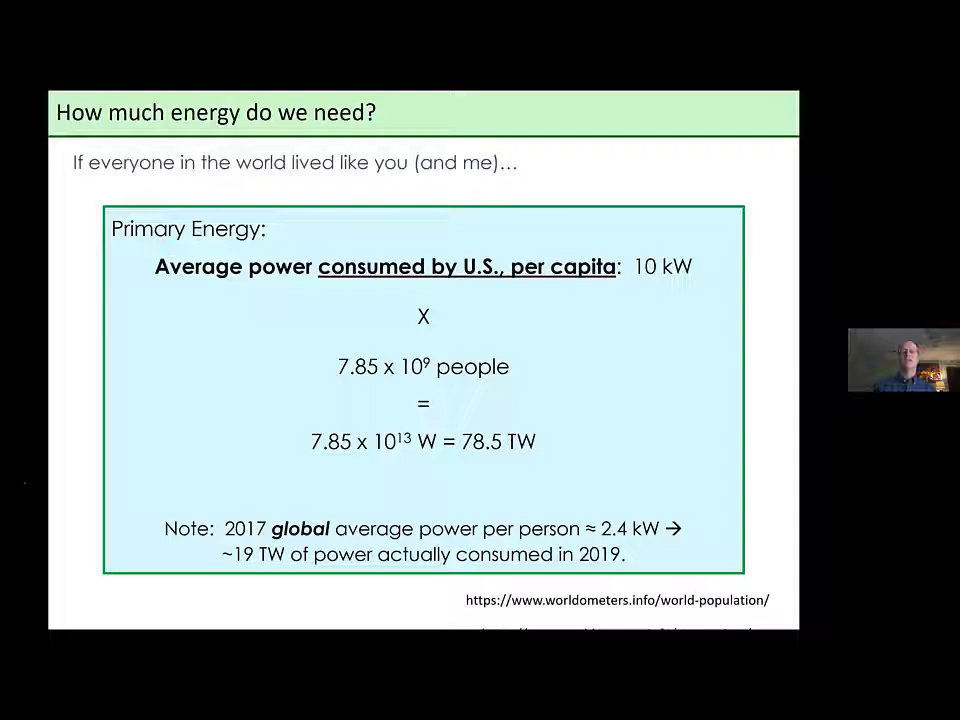 How much energy do we need?
If everyone in the world lived like you (and me)…
Primary Energy:
Average power consumed by U.S., per capita: 10 kW
X
7.85 x 10⁹ people
=
7.85 x 10¹³ W = 78.5 TW
Note: 2017 global average power per person ≈ 2.4 kW →
~19 TW of power actually consumed in 2019.
https://www.worldometers.info/world-population/